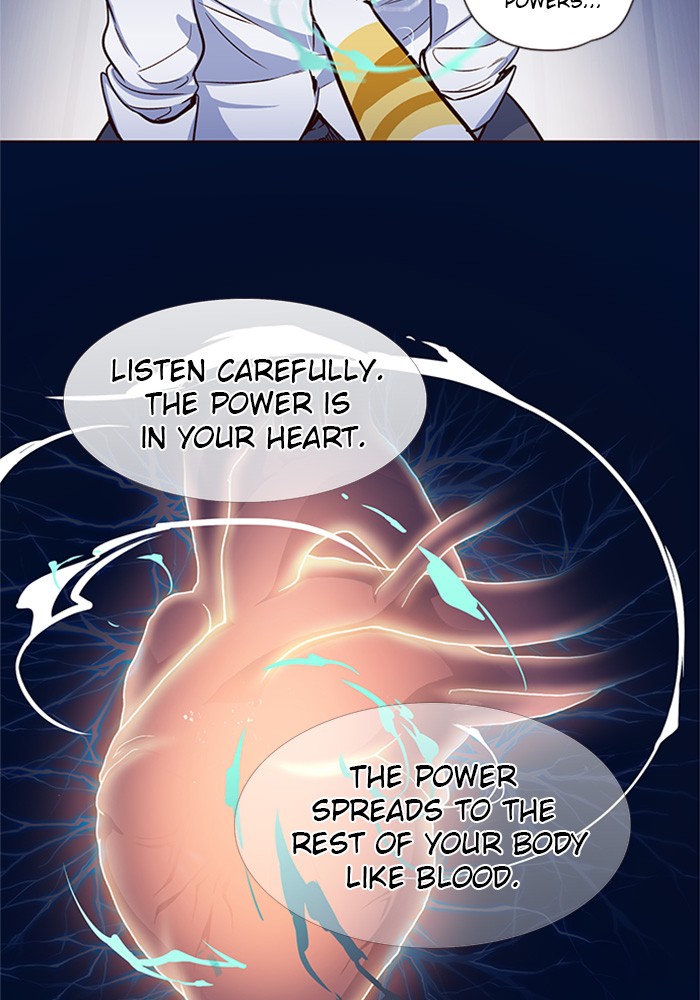 POWERS...
LISTEN CAREFULLY.
THE POWER IS
IN YOUR HEART.
THE POWER
SPREADS TO THE
REST OF YOUR BODY
LIKE BLOOD.